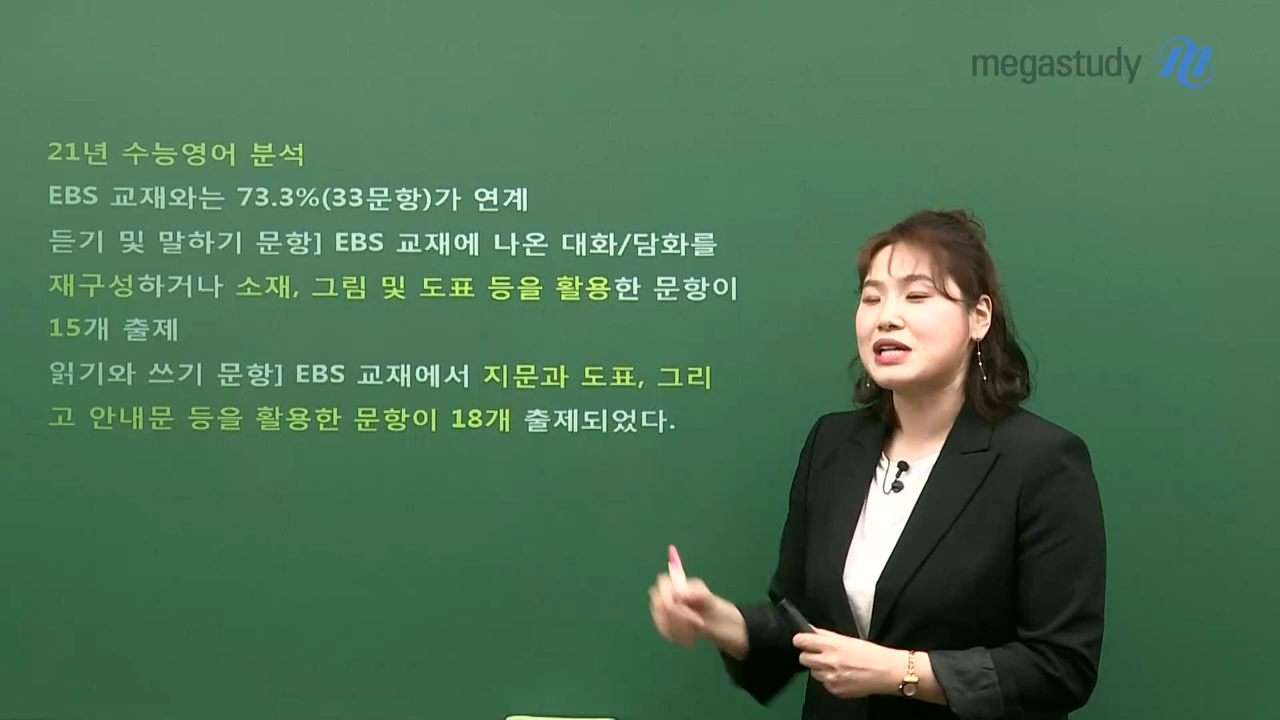 megastudy
21년 수능영어 분석
EBS 교재와는 73.3%(33문항)가 연계
듣기 및 말하기 문항] EBS 교재에 나온 대화/담화를
재구성하거나 소재, 그림 및 도표 등을 활용한 문항이
15개 출제
읽기와 쓰기 문항] EBS 교재에서 지문과 도표, 그리
고 안내문 등을 활용한 문항이 18개 출제되었다.